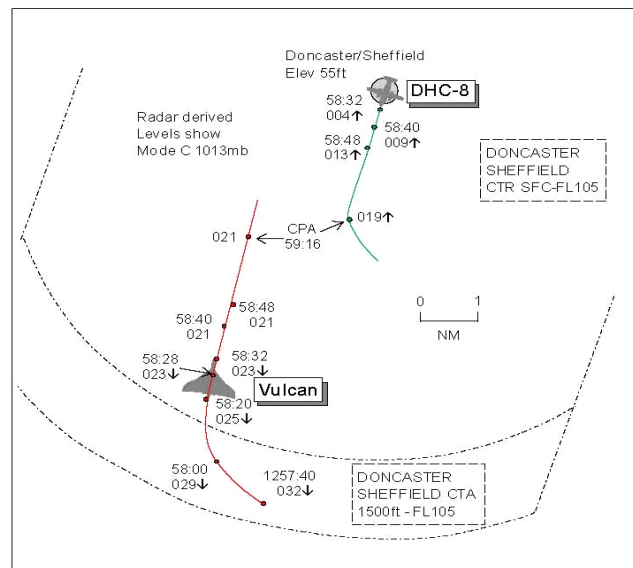 Doncaster/Sheffield
Elev 55ft
DHC-8
58:32
004↑
58:40
009↑
58:48
013↑
Radar derived
Levels show
Mode C 1013mb
DONCASTER
SHEFFIELD
CTR SFC-FL105
019↑
CPA
59:16
021
0 1
NM
58:48
021
58:40
021
58:28
023↓
58:32
023↓
Vulcan
58:20
025↓
58:00
029↓
1257:40
032↓
DONCASTER
SHEFFIELD CTA
1500ft - FL105